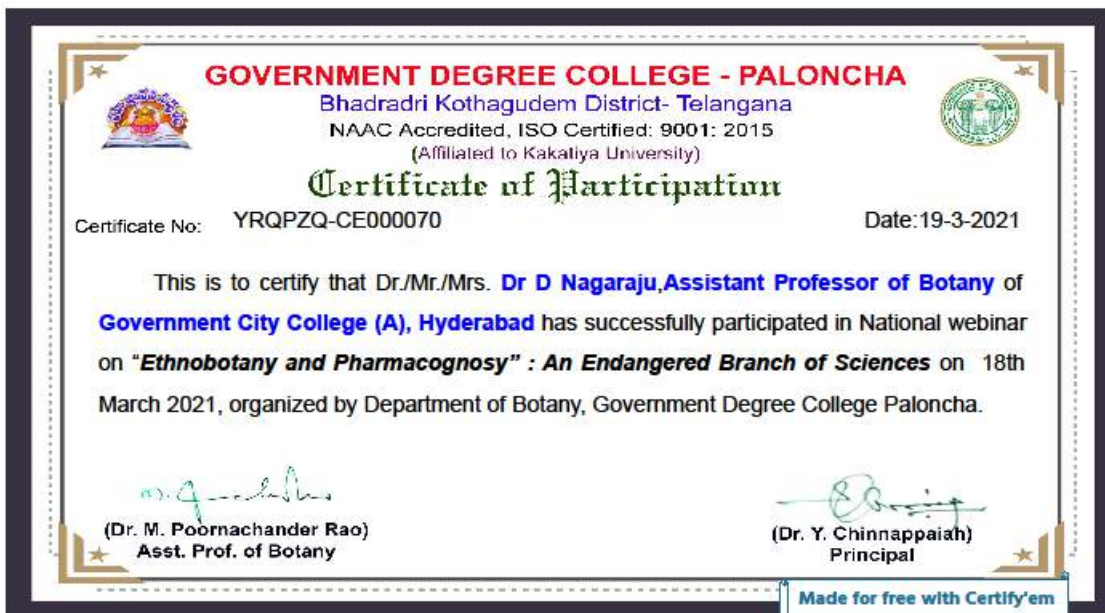 GOVERNMENT DEGREE COLLEGE - PALONCHA
Bhadradri Kothagudem District- Telangana
NAAC Accredited, ISO Certified: 9001: 2015
(Affiliated to Kakatiya University)
Certificate of Participation
Certificate No: YRQPZQ-CE000070 Date:19-3-2021
This is to certify that Dr./Mr./Mrs. Dr D Nagaraju,Assistant Professor of Botany of
Government City College (A), Hyderabad has successfully participated in National webinar
on “Ethnobotany and Pharmacognosy” : An Endangered Branch of Sciences on 18th
March 2021, organized by Department of Botany, Government Degree College Paloncha.
(Dr. M. Poornachander Rao) (Dr. Y. Chinnappaiah)
Asst. Prof. of Botany Principal
Made for free with Certify'em